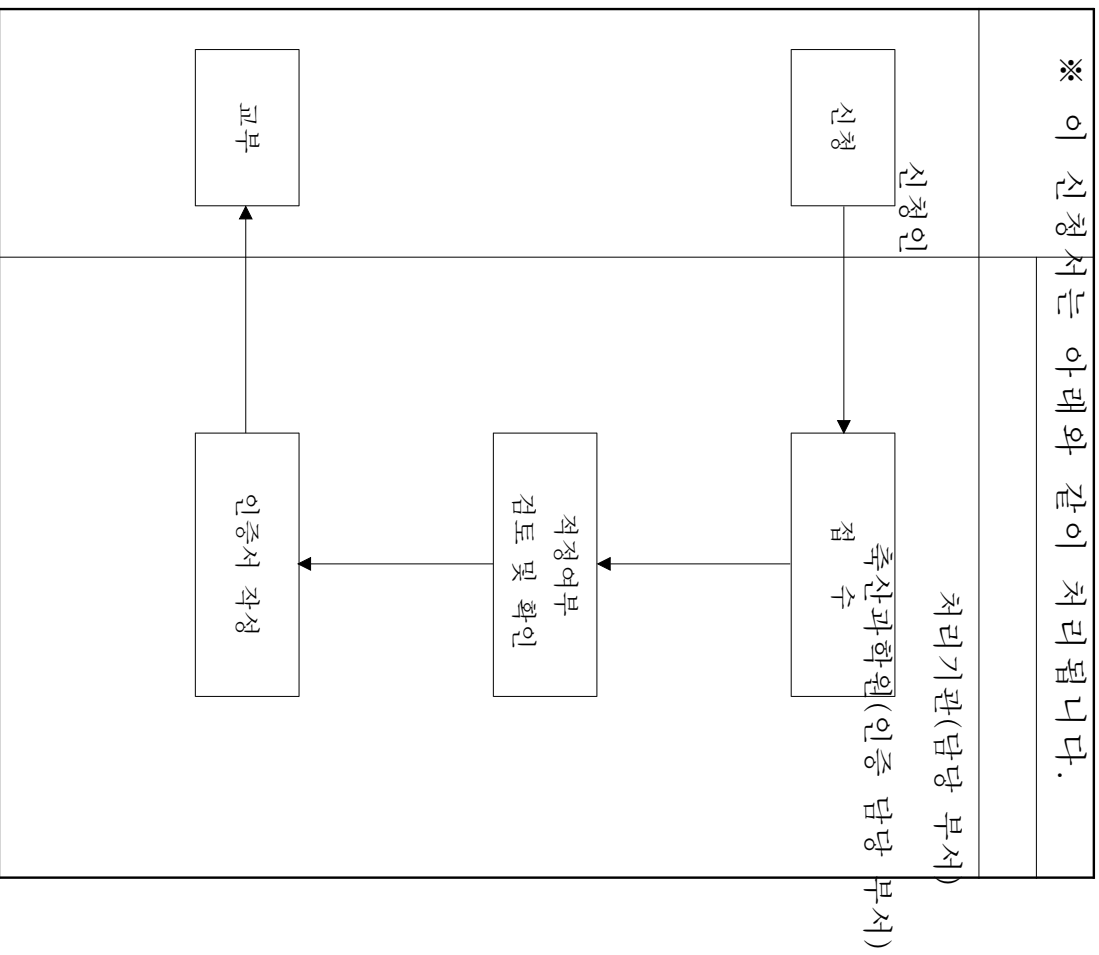 ※ 이 신청서는 아래와 같이 처리됩니다.
신청인
처리기관(담당 부서)
축산과학원(인증 담당 부서)
신청
접 수
적정여부
검토 및 확인
인증서 작성
교부